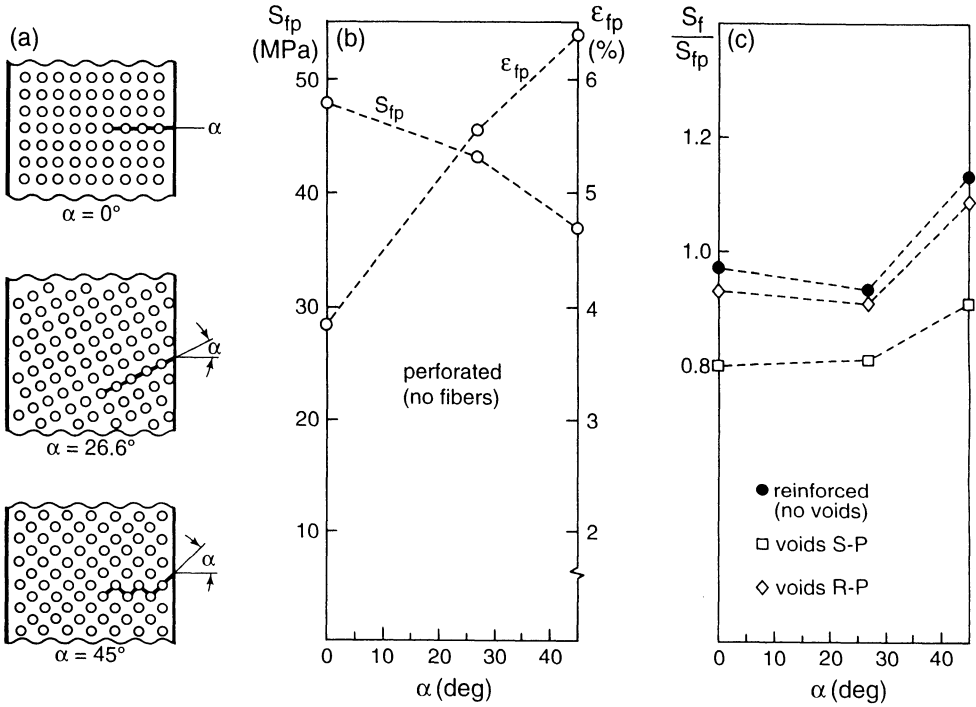 (a)
α
α = 0°
α
α = 26.6°
α
α = 45°
S_fp
(MPa)
(b)
ε_fp
(%)
50
40
30
20
10
6
5
4
3
2
S_fp
ε_fp
perforated
(no fibers)
0
10
20
30
40
α (deg)
S_f
S_fp
(c)
1.2
1.0
0.8
reinforced
(no voids)
voids S-P
voids R-P
0
10
20
30
40
α (deg)